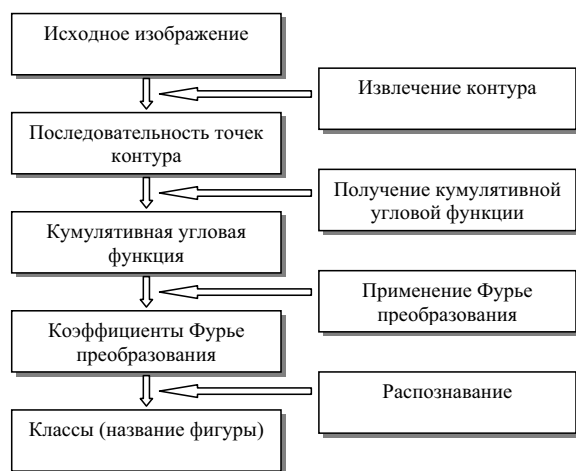 Исходное изображение
Извлечение контура
Последовательность точек
контура
Получение кумулятивной
угловой функции
Кумулятивная угловая
функция
Применение Фурье
преобразования
Коэффициенты Фурье
преобразования
Распознавание
Классы (название фигуры)